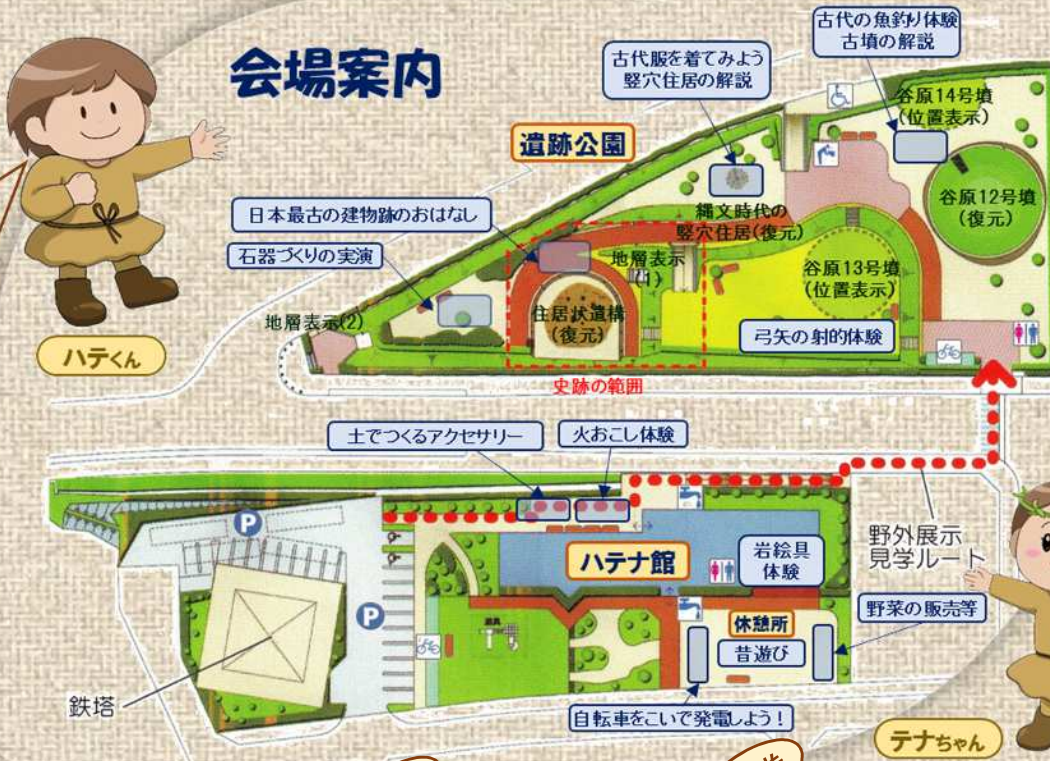 会場案内
古代の魚釣り体験
古墳の解説
古代服を着てみよう
竪穴住居の解説
谷原14号墳
(位置表示)
遺跡公園
谷原12号墳
(復元)
日本最古の建物跡のおはなし
縄文時代の
竪穴住居(復元)
石器づくりの実演
地層表示
(1)
谷原13号墳
(位置表示)
地層表示(2)
住居状遺構
(復元)
弓矢の射的体験
ハテくん
史跡の範囲
土でつくるアクセサリー
火おこし体験
P
野外展示
見学ルート
ハテナ館
岩絵具
体験
P
野菜の販売等
休憩所
昔遊び
鉄塔
自転車をこいで発電しよう!
テナちゃん